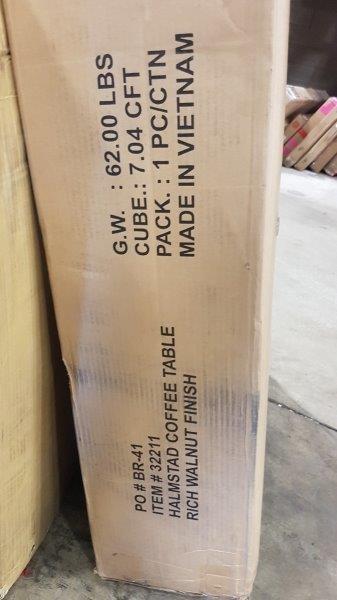 G.W. : 62.00 LBS
CUBE.: 7.04 CFT
PACK. : 1 PC/CTN
MADE IN VIETNAM
PO # BR-41
ITEM # 32211
HALMSTAD COFFEE TABLE
RICH WALNUT FINISH